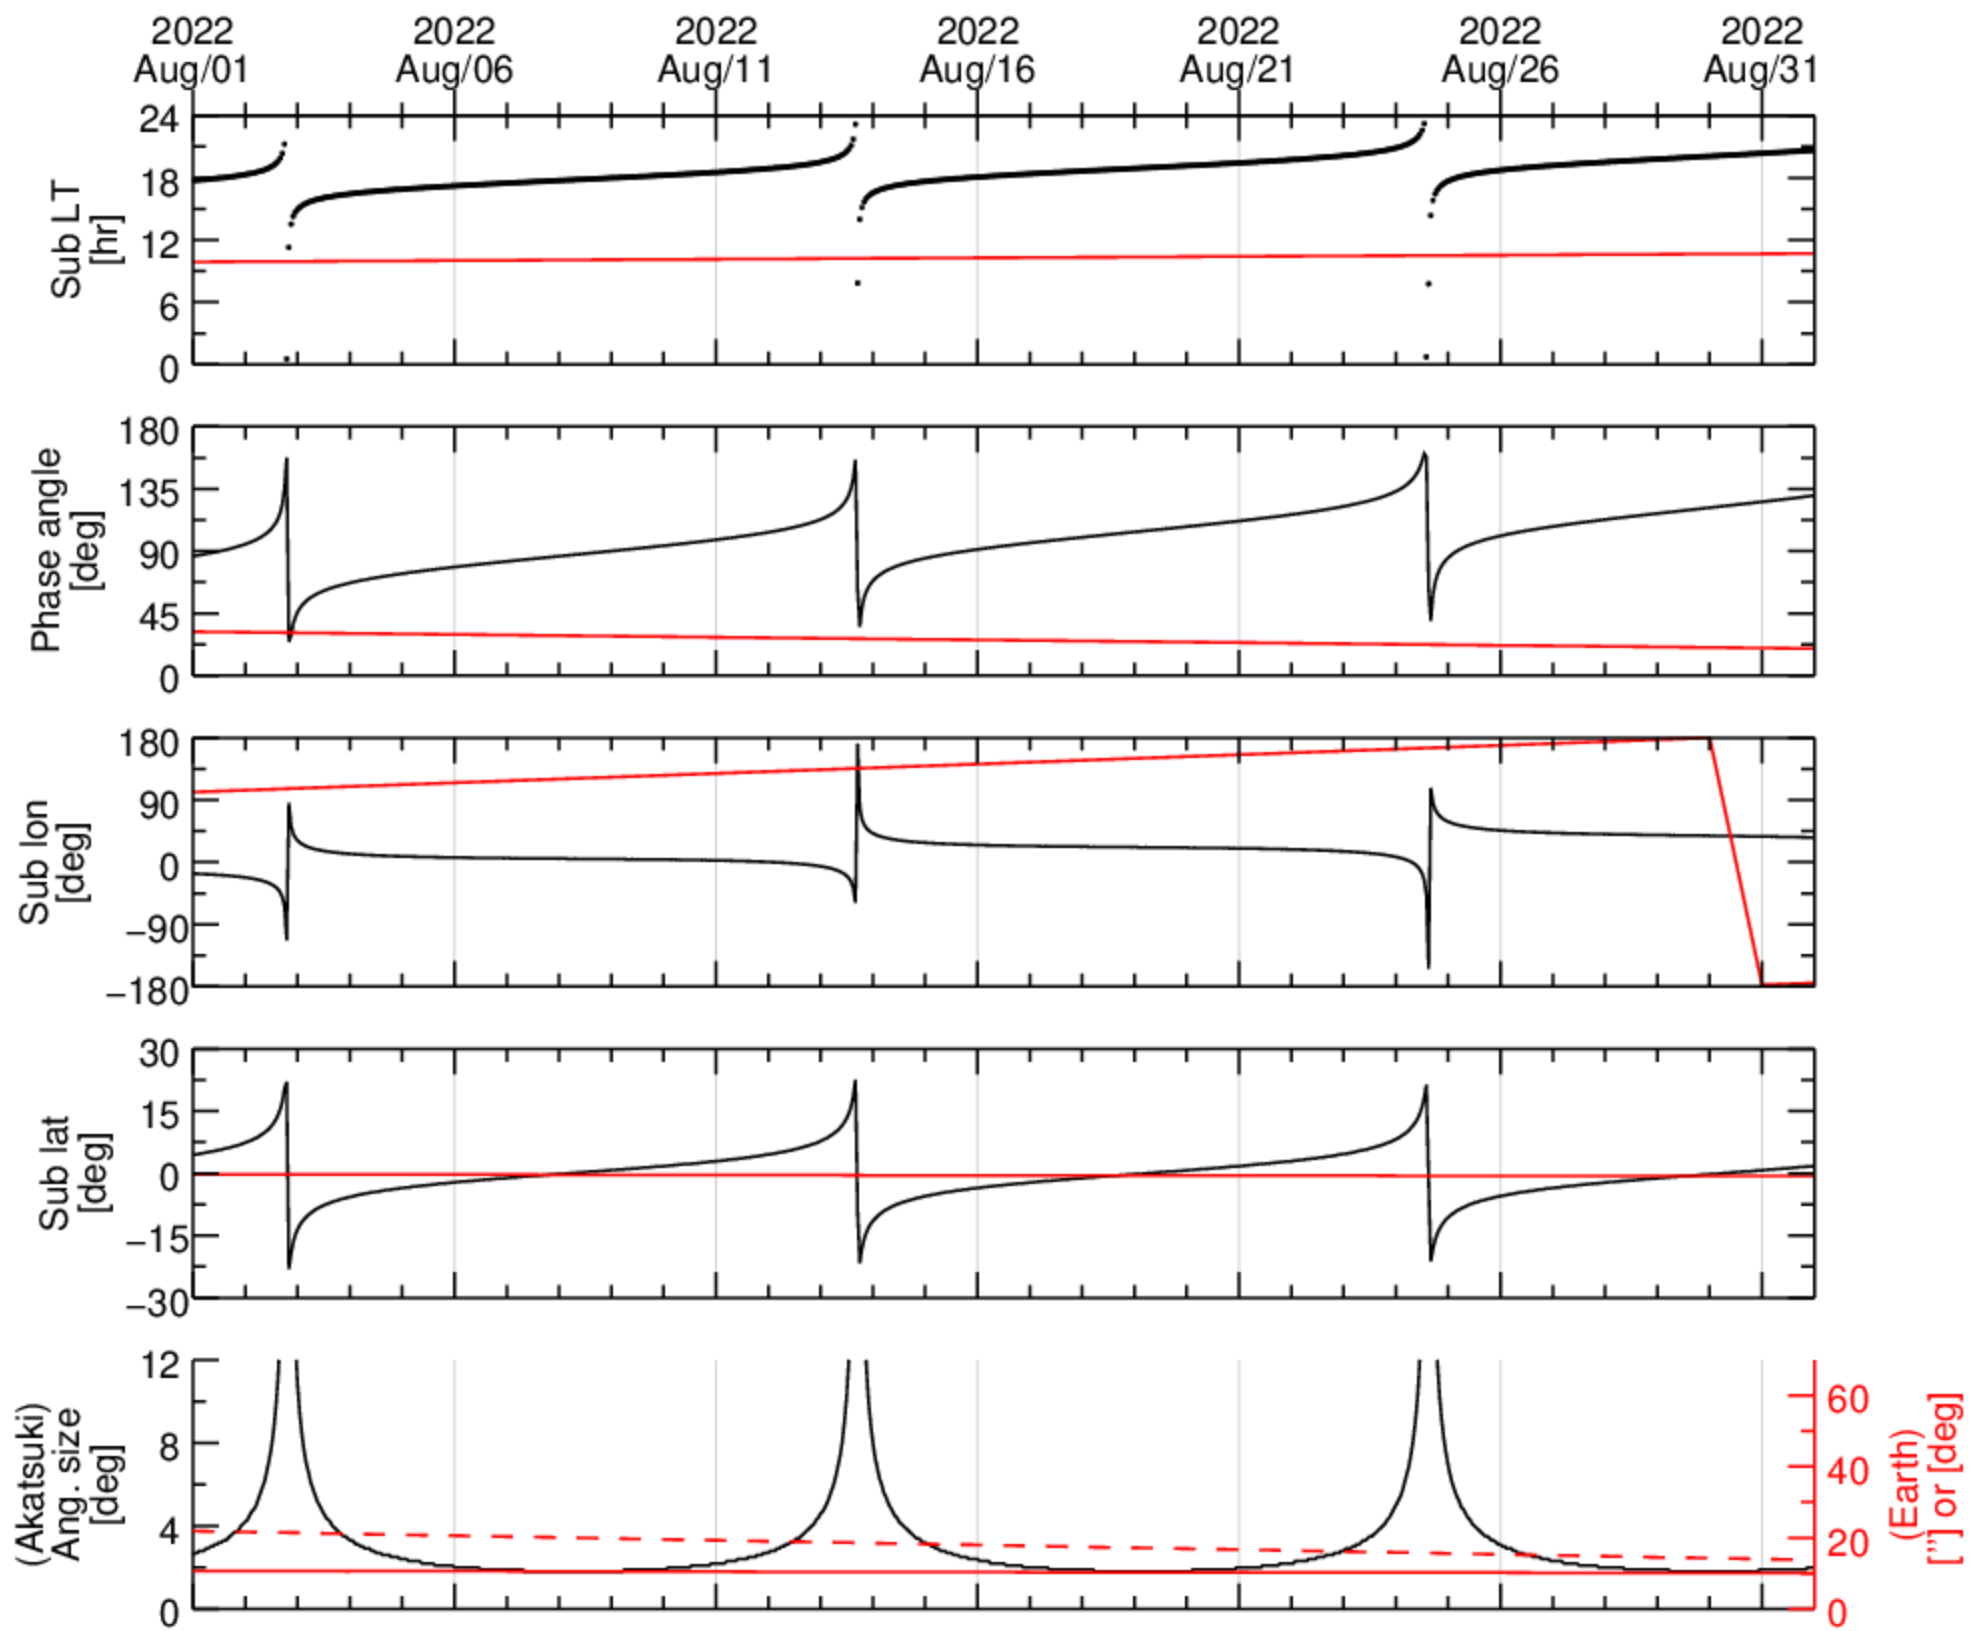 2022 2022 2022 2022 2022 2022 2022
Aug/01 Aug/06 Aug/11 Aug/16 Aug/21 Aug/26 Aug/31
24
18
12
6
0
Sub LT
[hr]
180
135
90
45
0
Phase angle
[deg]
180
90
0
−90
−180
Sub lon
[deg]
30
15
0
−15
−30
Sub lat
[deg]
12
8
4
0
(Akatsuki)
Ang. size
[deg]
60
40
20
0
(Earth)
["] or [deg]